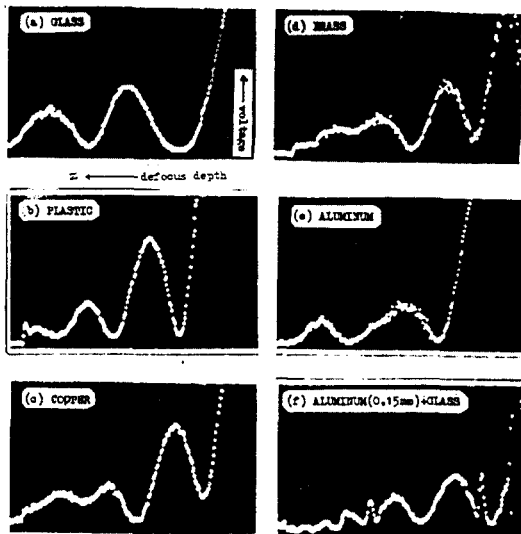 (a) GLASS
voltage
z ← defocus depth
(b) PLASTIC
(c) COPPER
(d) BRASS
(e) ALUMINUM
(f) ALUMINUM(0.15mm)+GLASS